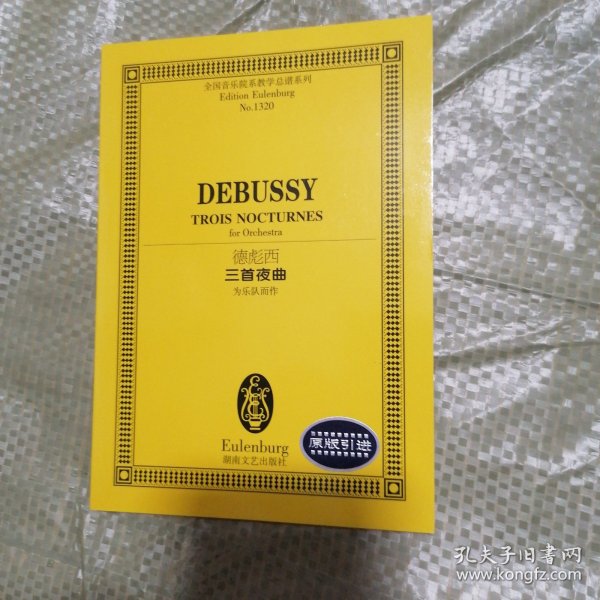 全国音乐院系教学总谱系列
Edition Eulenburg
No.1320
DEBUSSY
TROIS NOCTURNES
for Orchestra
德彪西
三首夜曲
为乐队而作
Eulenburg
湖南文艺出版社
原版引进
孔夫子旧书网
www.kongfz.com